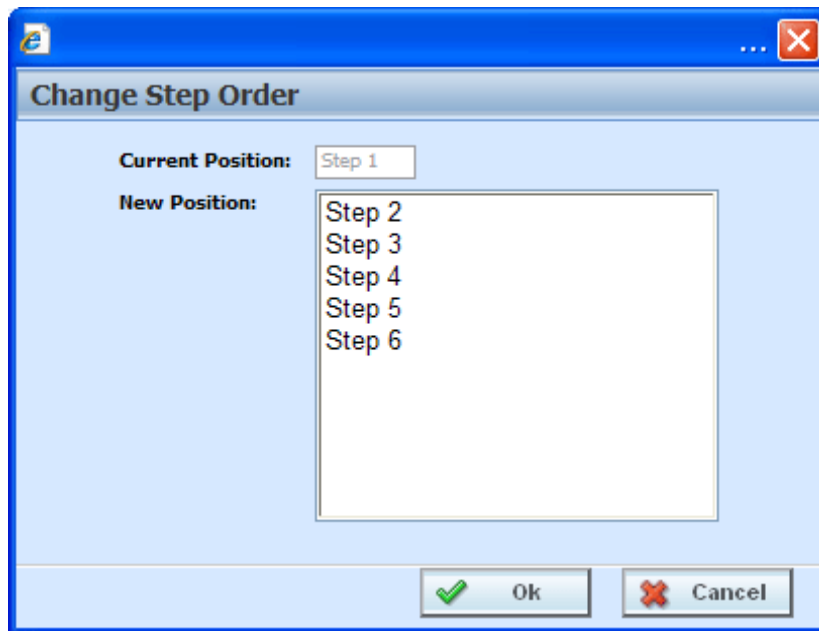 ...
Change Step Order
Current Position: Step 1
New Position:
Step 2
Step 3
Step 4
Step 5
Step 6
Ok Cancel